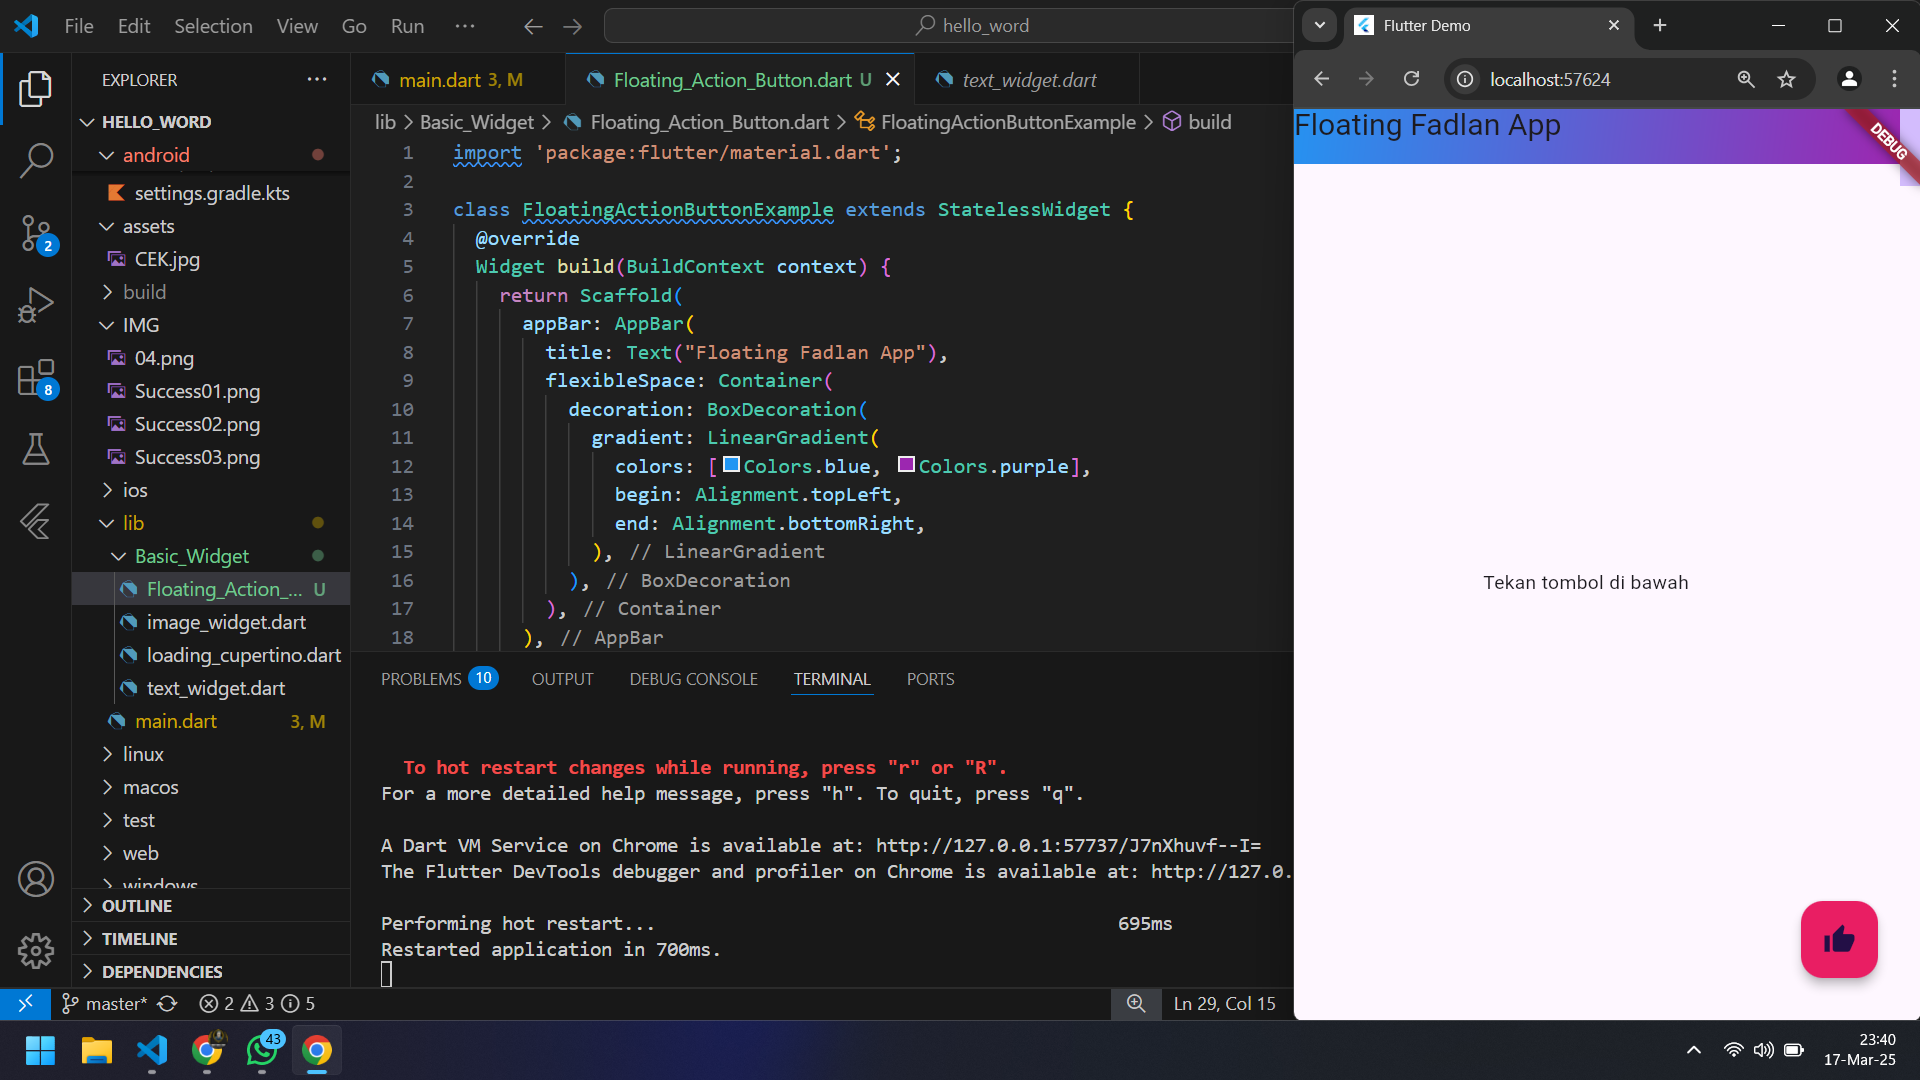 File Edit Selection View Go Run ··· hello_word
EXPLORER ···
HELLO_WORD
android
settings.gradle.kts
assets
CEK.jpg
build
IMG
04.png
Success01.png
Success02.png
Success03.png
ios
lib
Basic_Widget
Floating_Action_... U
image_widget.dart
loading_cupertino.dart
text_widget.dart
main.dart 3, M
linux
macos
test
web
windows
OUTLINE
TIMELINE
DEPENDENCIES
2
8
main.dart 3, M Floating_Action_Button.dart U text_widget.dart
lib > Basic_Widget > Floating_Action_Button.dart > FloatingActionButtonExample > build
1 import 'package:flutter/material.dart';
2
3 class FloatingActionButtonExample extends StatelessWidget {
4 @override
5 Widget build(BuildContext context) {
6 return Scaffold(
7 appBar: AppBar(
8 title: Text("Floating Fadlan App"),
9 flexibleSpace: Container(
10 decoration: BoxDecoration(
11 gradient: LinearGradient(
12 colors: [Colors.blue, Colors.purple],
13 begin: Alignment.topLeft,
14 end: Alignment.bottomRight,
15 ), // LinearGradient
16 ), // BoxDecoration
17 ), // Container
18 ), // AppBar
PROBLEMS 10 OUTPUT DEBUG CONSOLE TERMINAL PORTS
To hot restart changes while running, press "r" or "R".
For a more detailed help message, press "h". To quit, press "q".
A Dart VM Service on Chrome is available at: http://127.0.0.1:57737/J7nXhuvf--I=
The Flutter DevTools debugger and profiler on Chrome is available at: http://127.0.
Performing hot restart... 695ms
Restarted application in 700ms.
master* 2 3 5 Ln 29, Col 15
Flutter Demo
localhost:57624
Floating Fadlan App
DEBUG
Tekan tombol di bawah
43
23:40
17-Mar-25